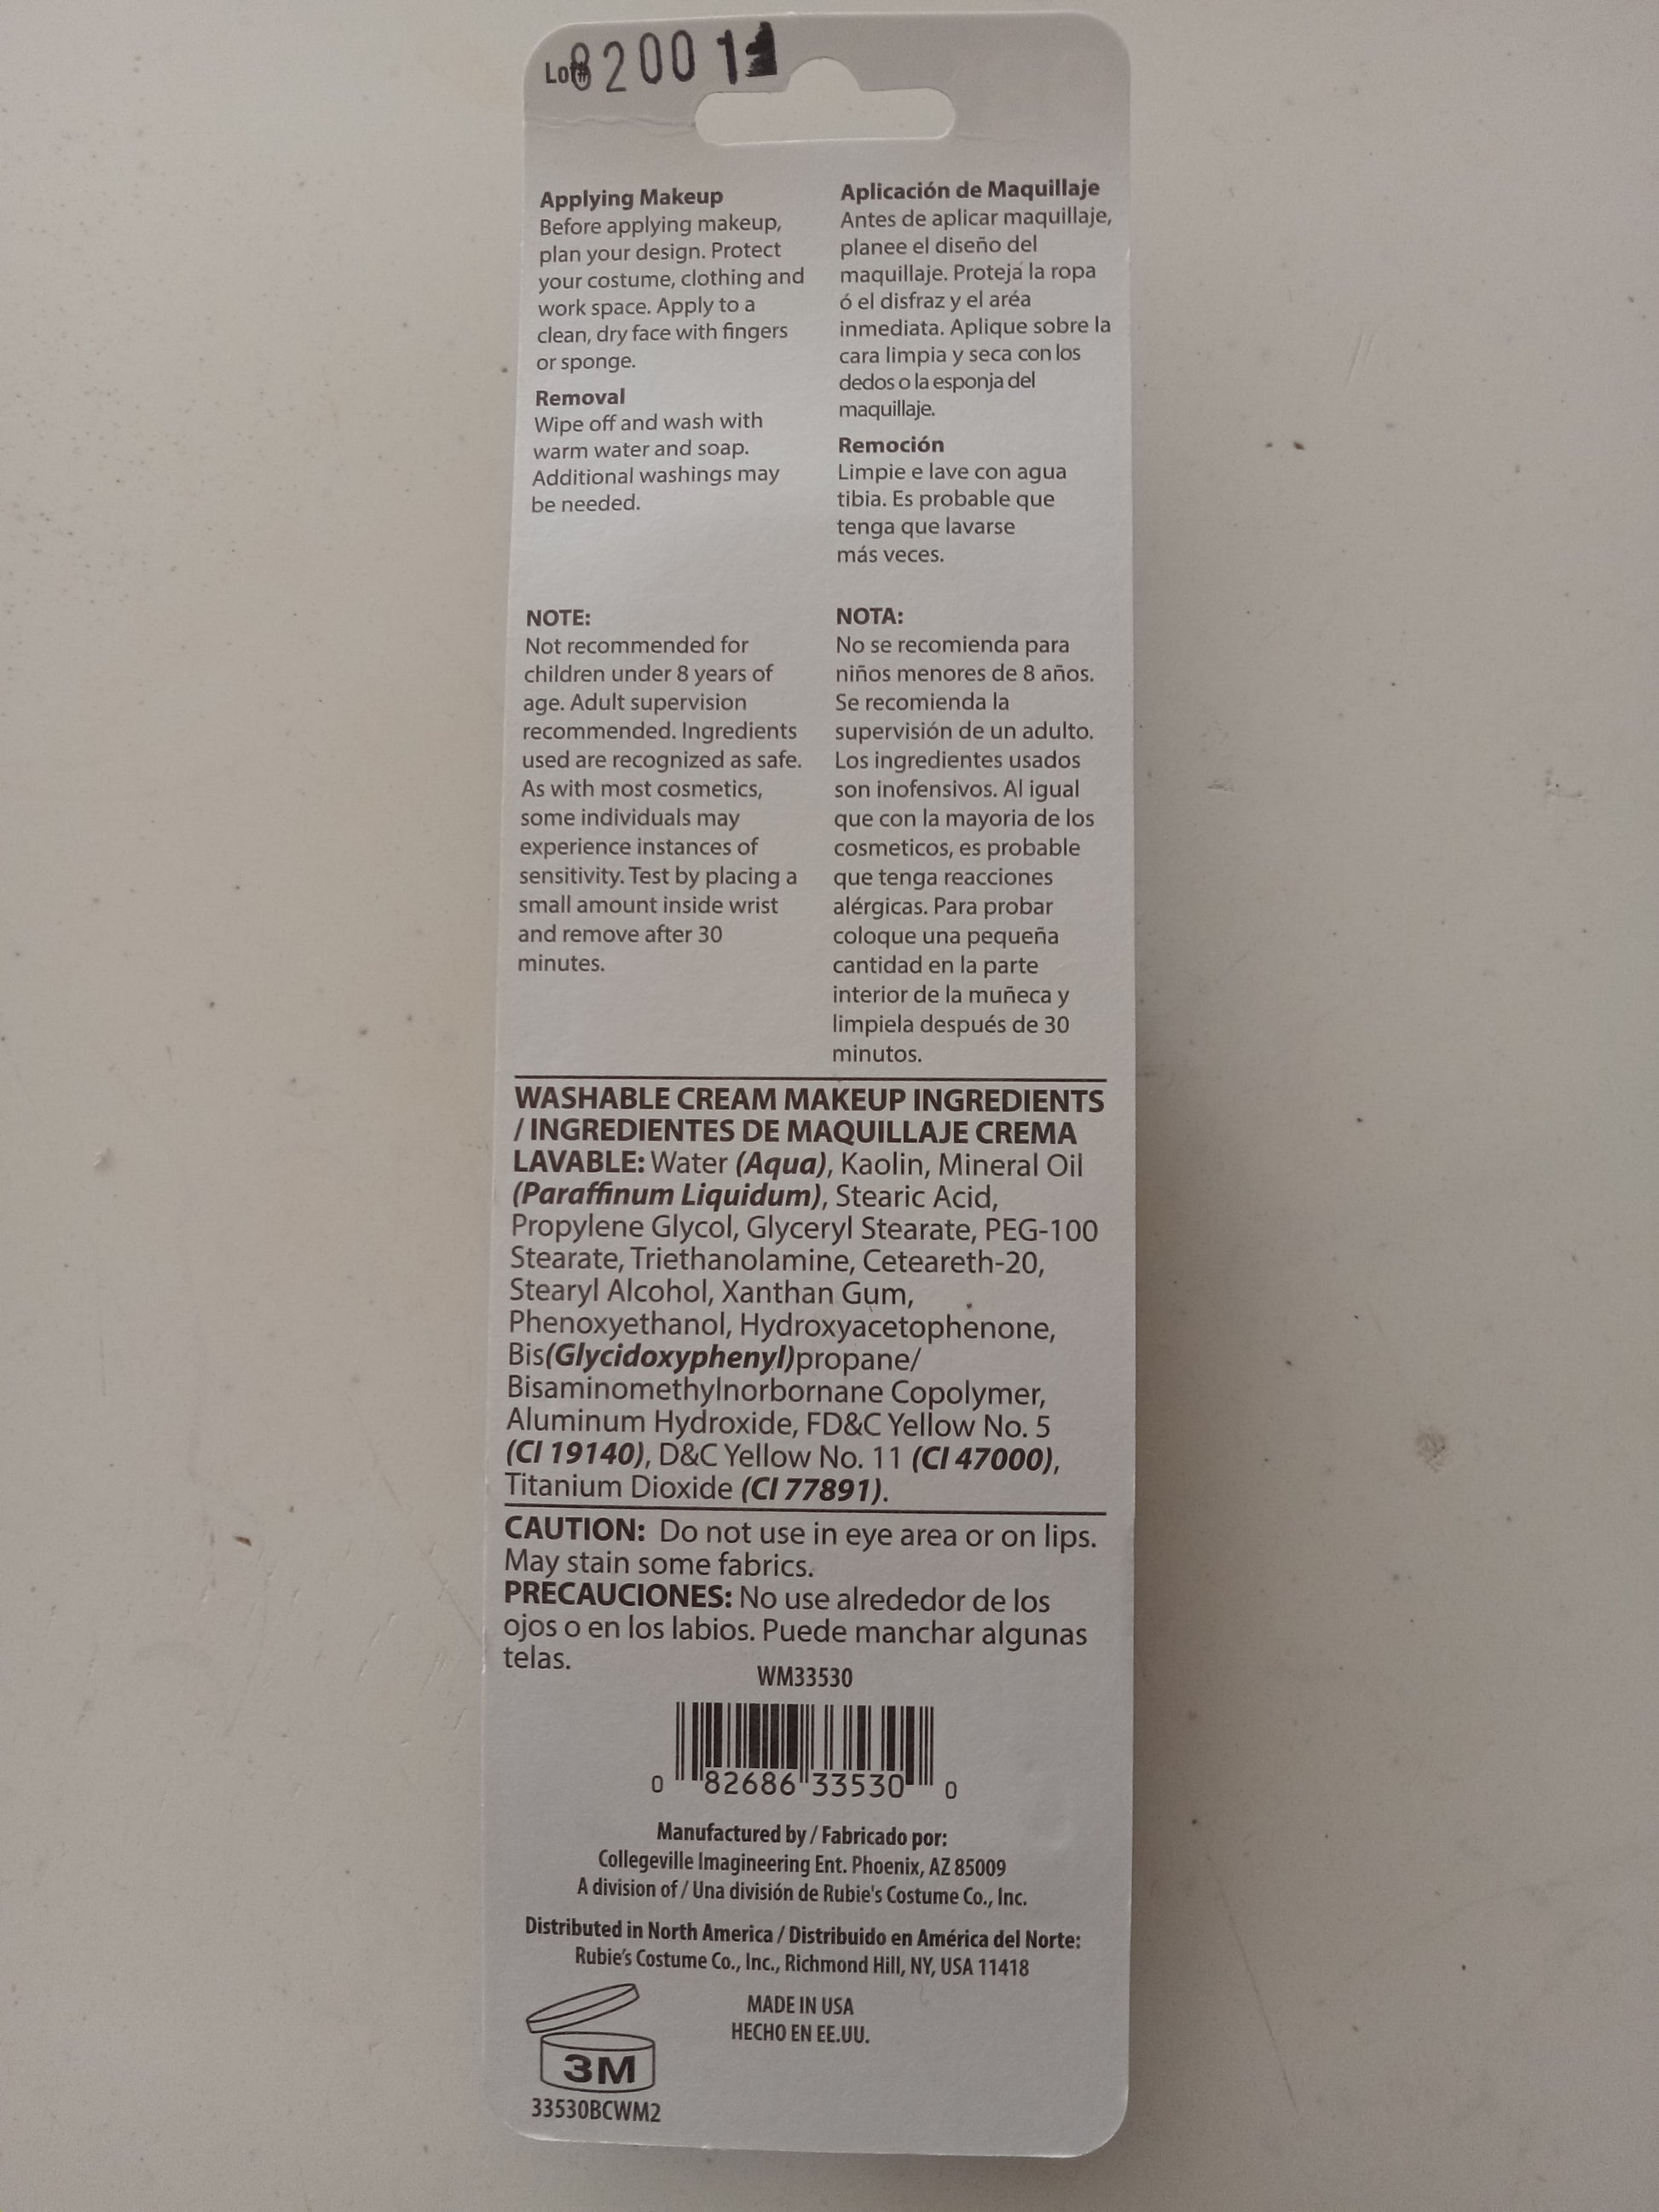 Lot# 82001
Applying Makeup
Before applying makeup,
plan your design. Protect
your costume, clothing and
work space. Apply to a
clean, dry face with fingers
or sponge.
Removal
Wipe off and wash with
warm water and soap.
Additional washings may
be needed.
Aplicación de Maquillaje
Antes de aplicar maquillaje,
planee el diseño del
maquillaje. Proteja la ropa
ó el disfraz y el aréa
inmediata. Aplique sobre la
cara limpia y seca con los
dedos o la esponja del
maquillaje.
Remoción
Limpie e lave con agua
tibia. Es probable que
tenga que lavarse
más veces.
NOTE:
Not recommended for
children under 8 years of
age. Adult supervision
recommended. Ingredients
used are recognized as safe.
As with most cosmetics,
some individuals may
experience instances of
sensitivity. Test by placing a
small amount inside wrist
and remove after 30
minutes.
NOTA:
No se recomienda para
niños menores de 8 años.
Se recomienda la
supervisión de un adulto.
Los ingredientes usados
son inofensivos. Al igual
que con la mayoria de los
cosmeticos, es probable
que tenga reacciones
alérgicas. Para probar
coloque una pequeña
cantidad en la parte
interior de la muñeca y
limpiela después de 30
minutos.
WASHABLE CREAM MAKEUP INGREDIENTS
/ INGREDIENTES DE MAQUILLAJE CREMA
LAVABLE: Water (Aqua), Kaolin, Mineral Oil
(Paraffinum Liquidum), Stearic Acid,
Propylene Glycol, Glyceryl Stearate, PEG-100
Stearate, Triethanolamine, Ceteareth-20,
Stearyl Alcohol, Xanthan Gum,
Phenoxyethanol, Hydroxyacetophenone,
Bis(Glycidoxyphenyl)propane/
Bisaminomethylnorbornane Copolymer,
Aluminum Hydroxide, FD&C Yellow No. 5
(CI 19140), D&C Yellow No. 11 (CI 47000),
Titanium Dioxide (CI 77891).
CAUTION: Do not use in eye area or on lips.
May stain some fabrics.
PRECAUCIONES: No use alrededor de los
ojos o en los labios. Puede manchar algunas
telas.
WM33530
0 82686 33530 0
Manufactured by / Fabricado por:
Collegeville Imagineering Ent. Phoenix, AZ 85009
A division of / Una división de Rubie's Costume Co., Inc.
Distributed in North America / Distribuido en América del Norte:
Rubie's Costume Co., Inc., Richmond Hill, NY, USA 11418
MADE IN USA
HECHO EN EE.UU.
3M
33530BCWM2